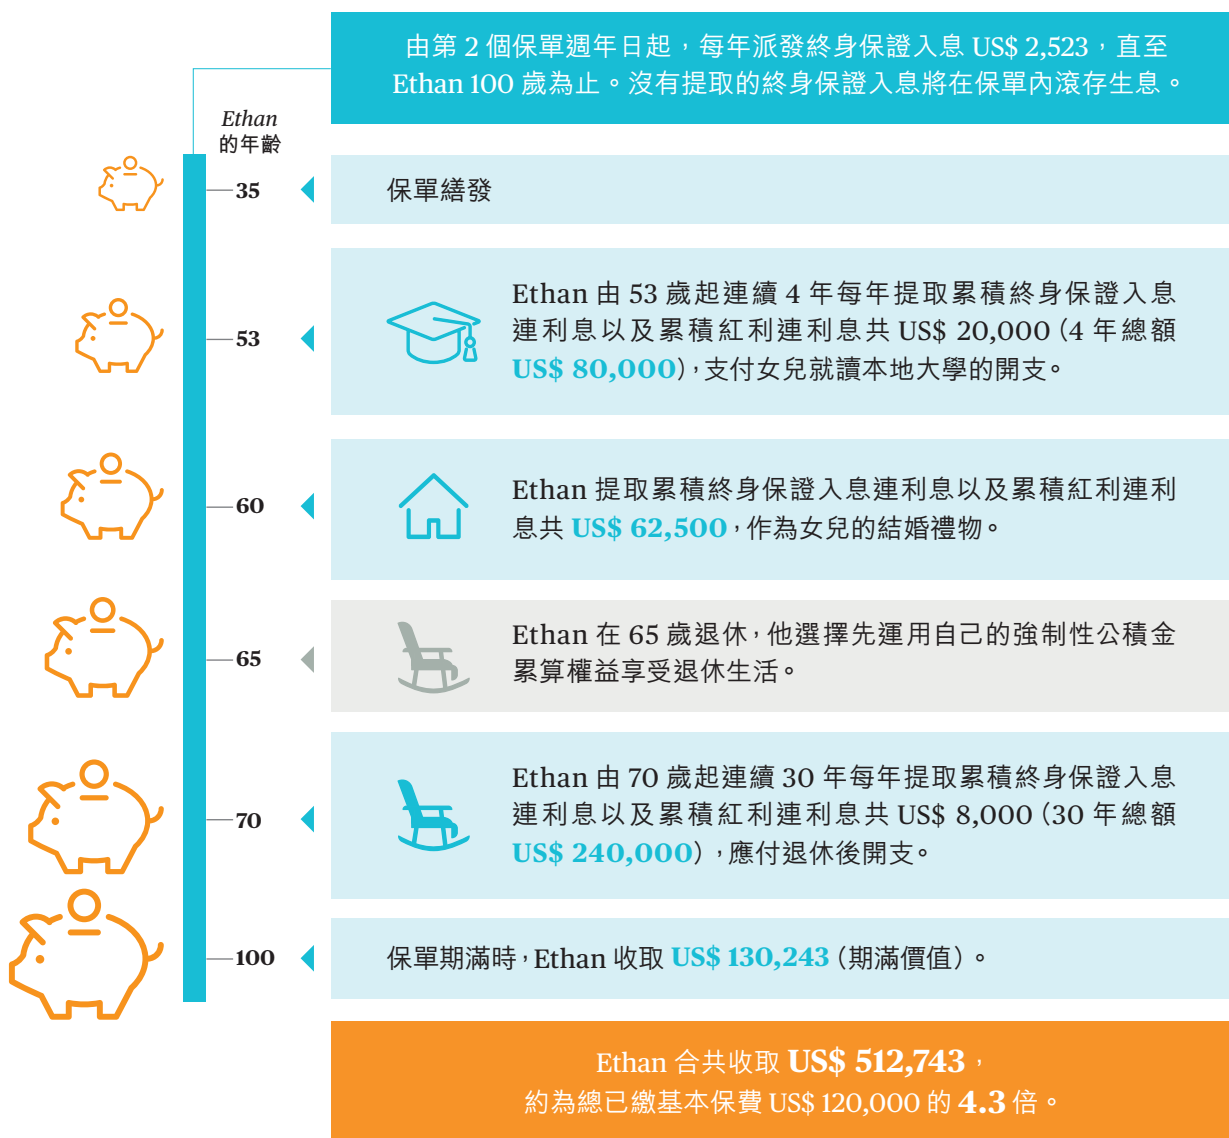 由第 2 個保單週年日起，每年派發終身保證入息 US$ 2,523，直至
Ethan 100 歲為止。沒有提取的終身保證入息將在保單內滾存生息。
Ethan
的年齡
35
保單繕發
53
Ethan 由 53 歲起連續 4 年每年提取累積終身保證入息
連利息以及累積紅利連利息共 US$ 20,000（4 年總額
US$ 80,000），支付女兒就讀本地大學的開支。
60
Ethan 提取累積終身保證入息連利息以及累積紅利連利
息共 US$ 62,500，作為女兒的結婚禮物。
65
Ethan 在 65 歲退休，他選擇先運用自己的強制性公積金
累算權益享受退休生活。
70
Ethan 由 70 歲起連續 30 年每年提取累積終身保證入息
連利息以及累積紅利連利息共 US$ 8,000（30 年總額
US$ 240,000），應付退休後開支。
100
保單期滿時，Ethan 收取 US$ 130,243（期滿價值）。
Ethan 合共收取 US$ 512,743，
約為總已繳基本保費 US$ 120,000 的 4.3 倍。